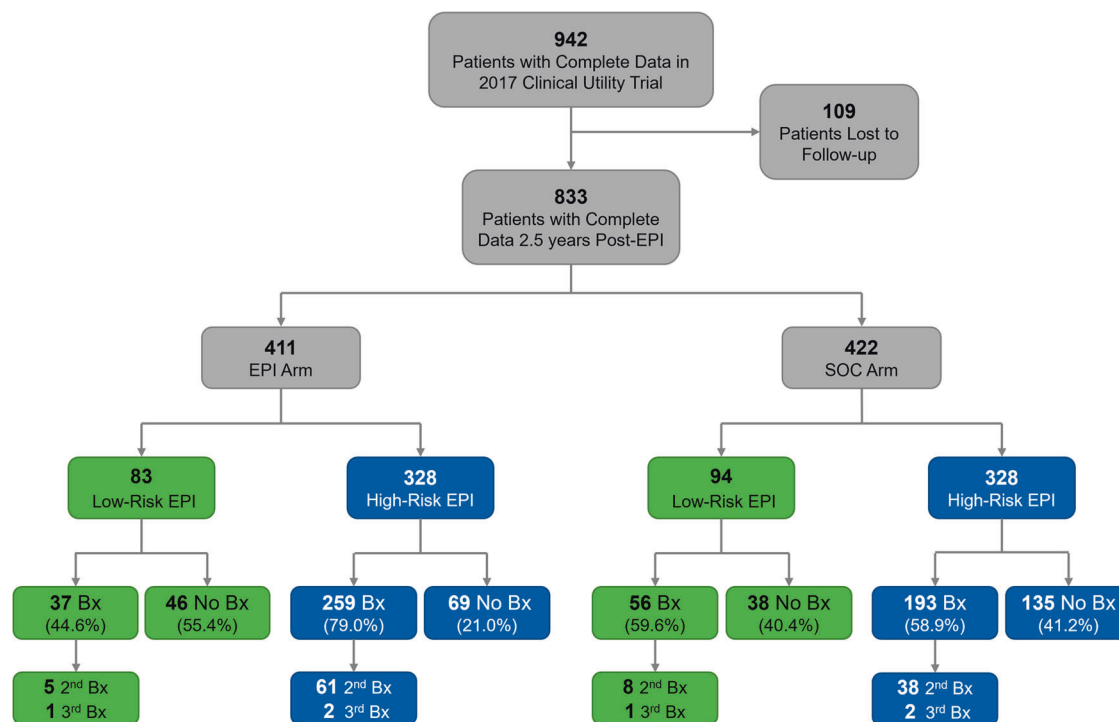 942
Patients with Complete Data in
2017 Clinical Utility Trial
109
Patients Lost to
Follow-up
833
Patients with Complete
Data 2.5 years Post-EPI
411
EPI Arm
422
SOC Arm
83
Low-Risk EPI
328
High-Risk EPI
94
Low-Risk EPI
328
High-Risk EPI
37 Bx
(44.6%)
46 No Bx
(55.4%)
259 Bx
(79.0%)
69 No Bx
(21.0%)
56 Bx
(59.6%)
38 No Bx
(40.4%)
193 Bx
(58.9%)
135 No Bx
(41.2%)
5 2nd Bx
1 3rd Bx
61 2nd Bx
2 3rd Bx
8 2nd Bx
1 3rd Bx
38 2nd Bx
2 3rd Bx